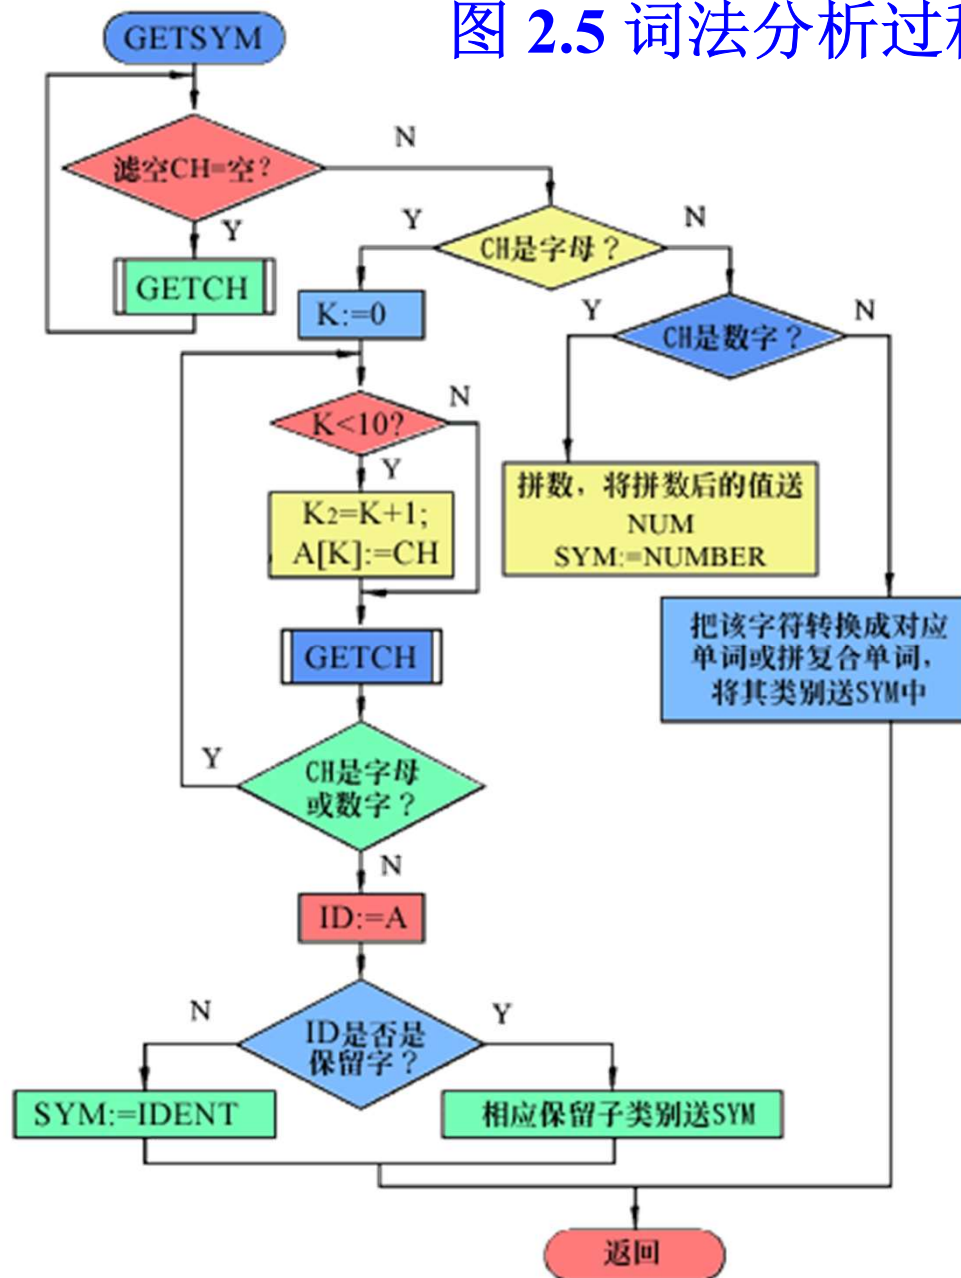 图 2.5 词法分析过程
GETSYM
滤空CH=空?
N
Y
GETCH
CH是字母?
Y
N
K:=0
CH是数字?
Y
N
K<10?
N
Y
K2=K+1;
A[K]:=CH
拼数，将拼数后的值送
NUM
SYM:=NUMBER
GETCH
把该字符转换成对应
单词或拼复合单词，
将其类别送SYM中
CH是字母
或数字?
Y
N
ID:=A
ID是否是
保留字?
N
Y
SYM:=IDENT
相应保留子类别送SYM
返回